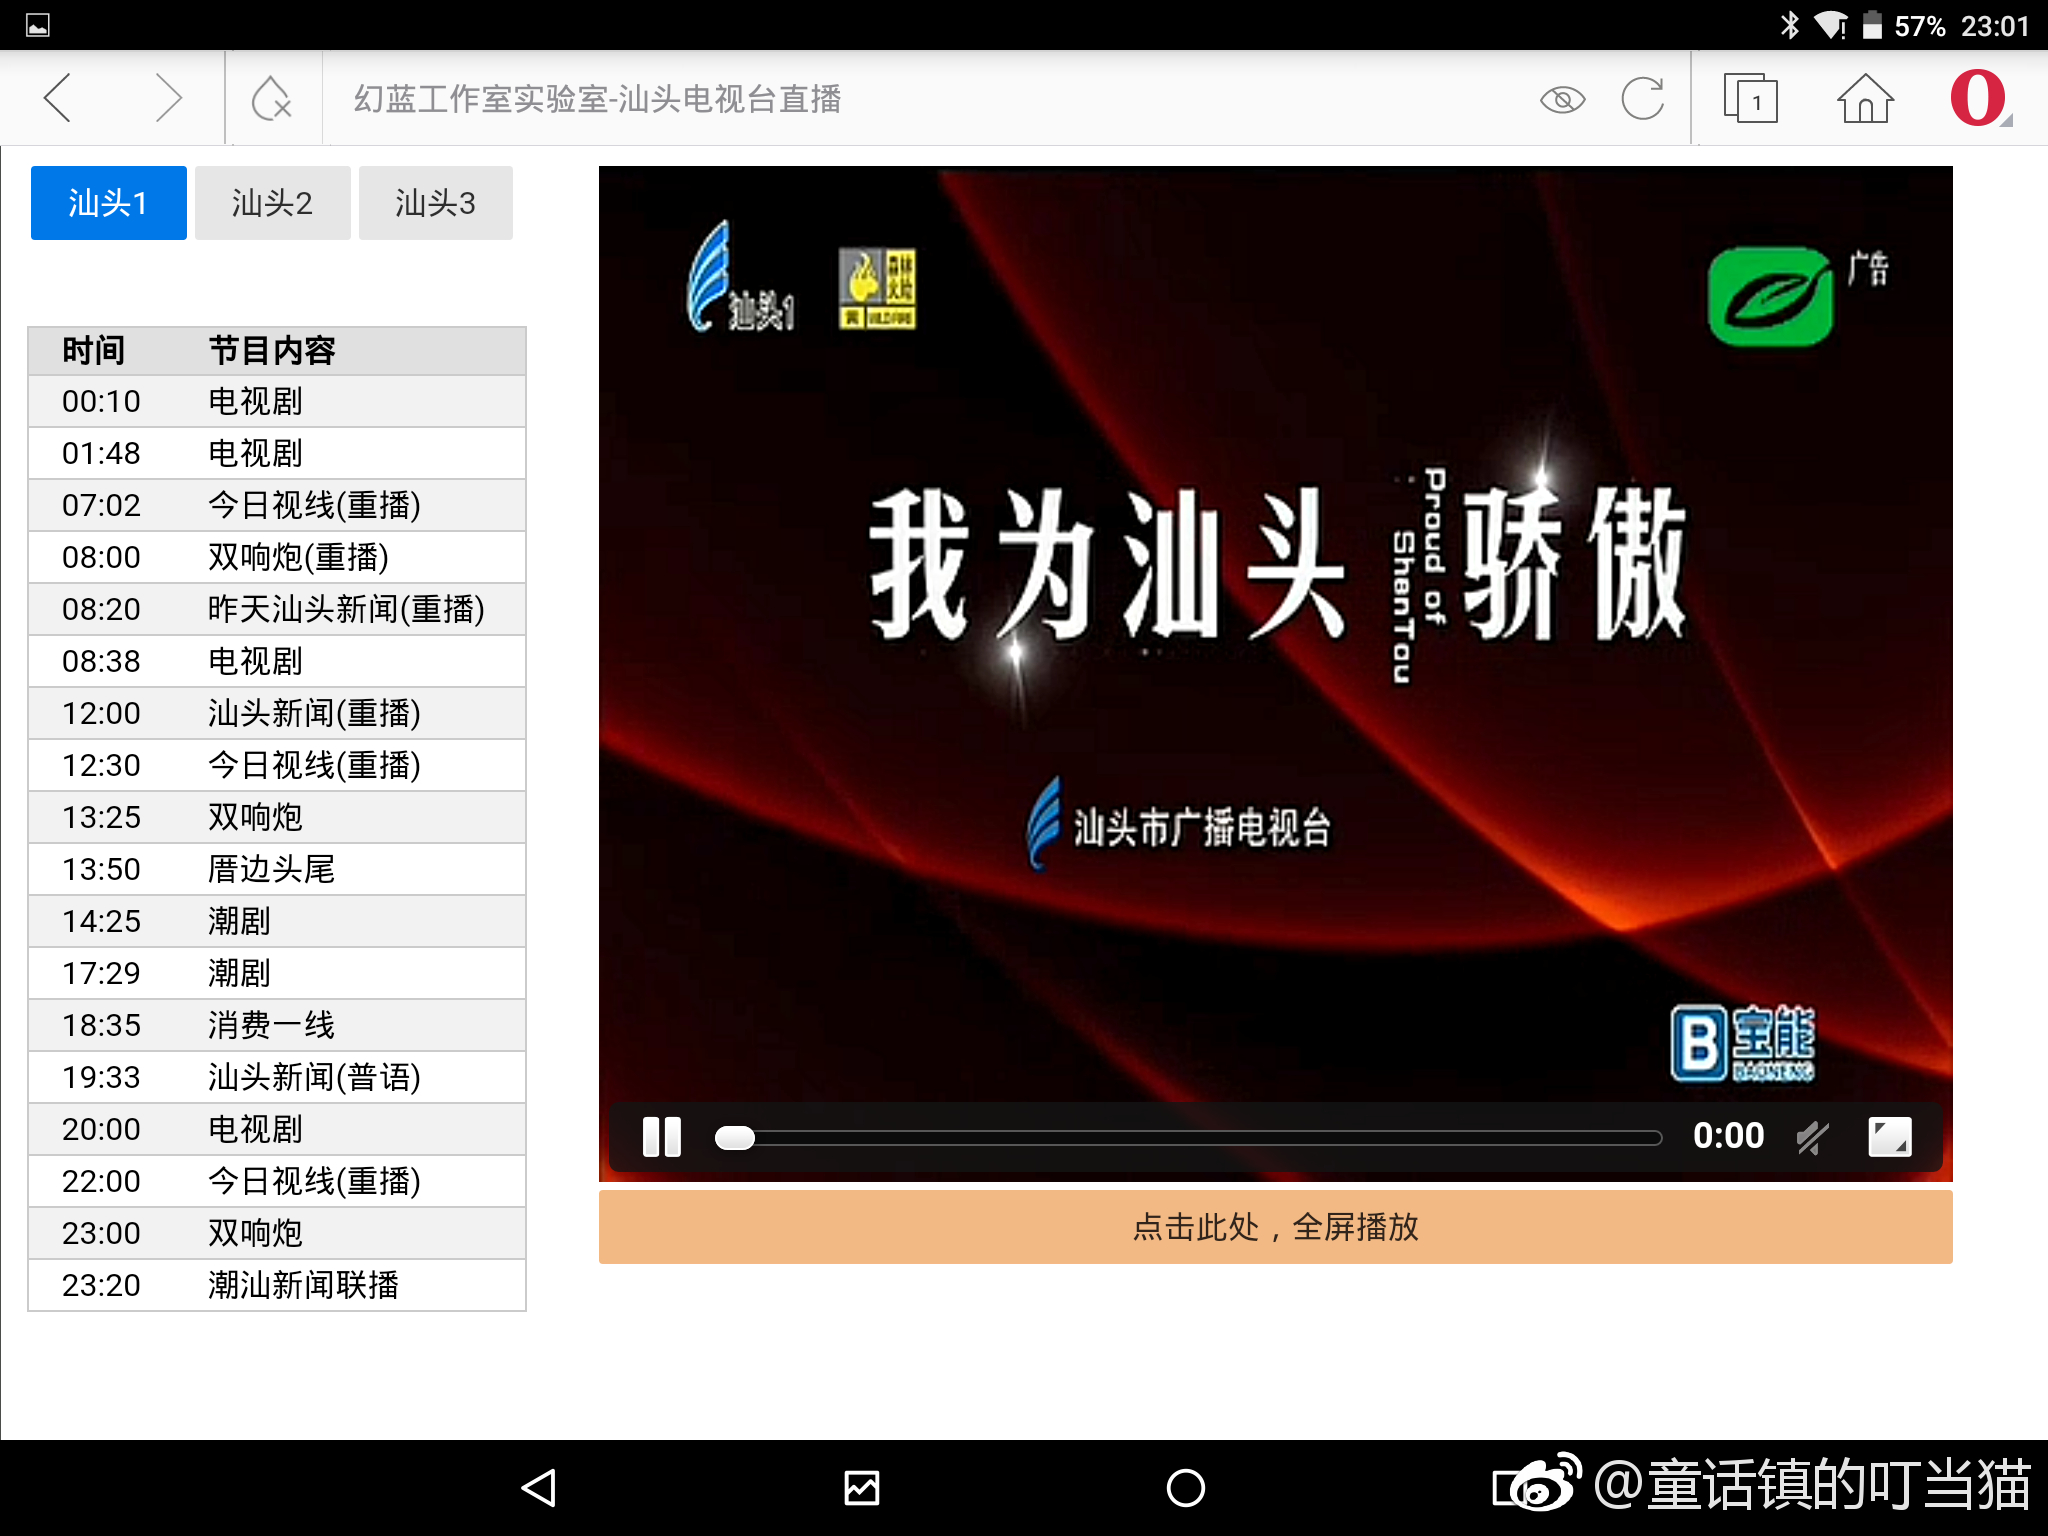 57% 23:01
幻蓝工作室实验室-汕头电视台直播
1
汕头1 汕头2 汕头3
时间 节目内容
00:10 电视剧
01:48 电视剧
07:02 今日视线(重播)
08:00 双响炮(重播)
08:20 昨天汕头新闻(重播)
08:38 电视剧
12:00 汕头新闻(重播)
12:30 今日视线(重播)
13:25 双响炮
13:50 厝边头尾
14:25 潮剧
17:29 潮剧
18:35 消费一线
19:33 汕头新闻(普语)
20:00 电视剧
22:00 今日视线(重播)
23:00 双响炮
23:20 潮汕新闻联播
汕头1
森林火险
黄 WILDFIRE
广告
我为汕头骄傲
Proud of
ShanTou
汕头市广播电视台
B 宝能
BAONENG
0:00
点击此处，全屏播放
@童话镇的叮当猫